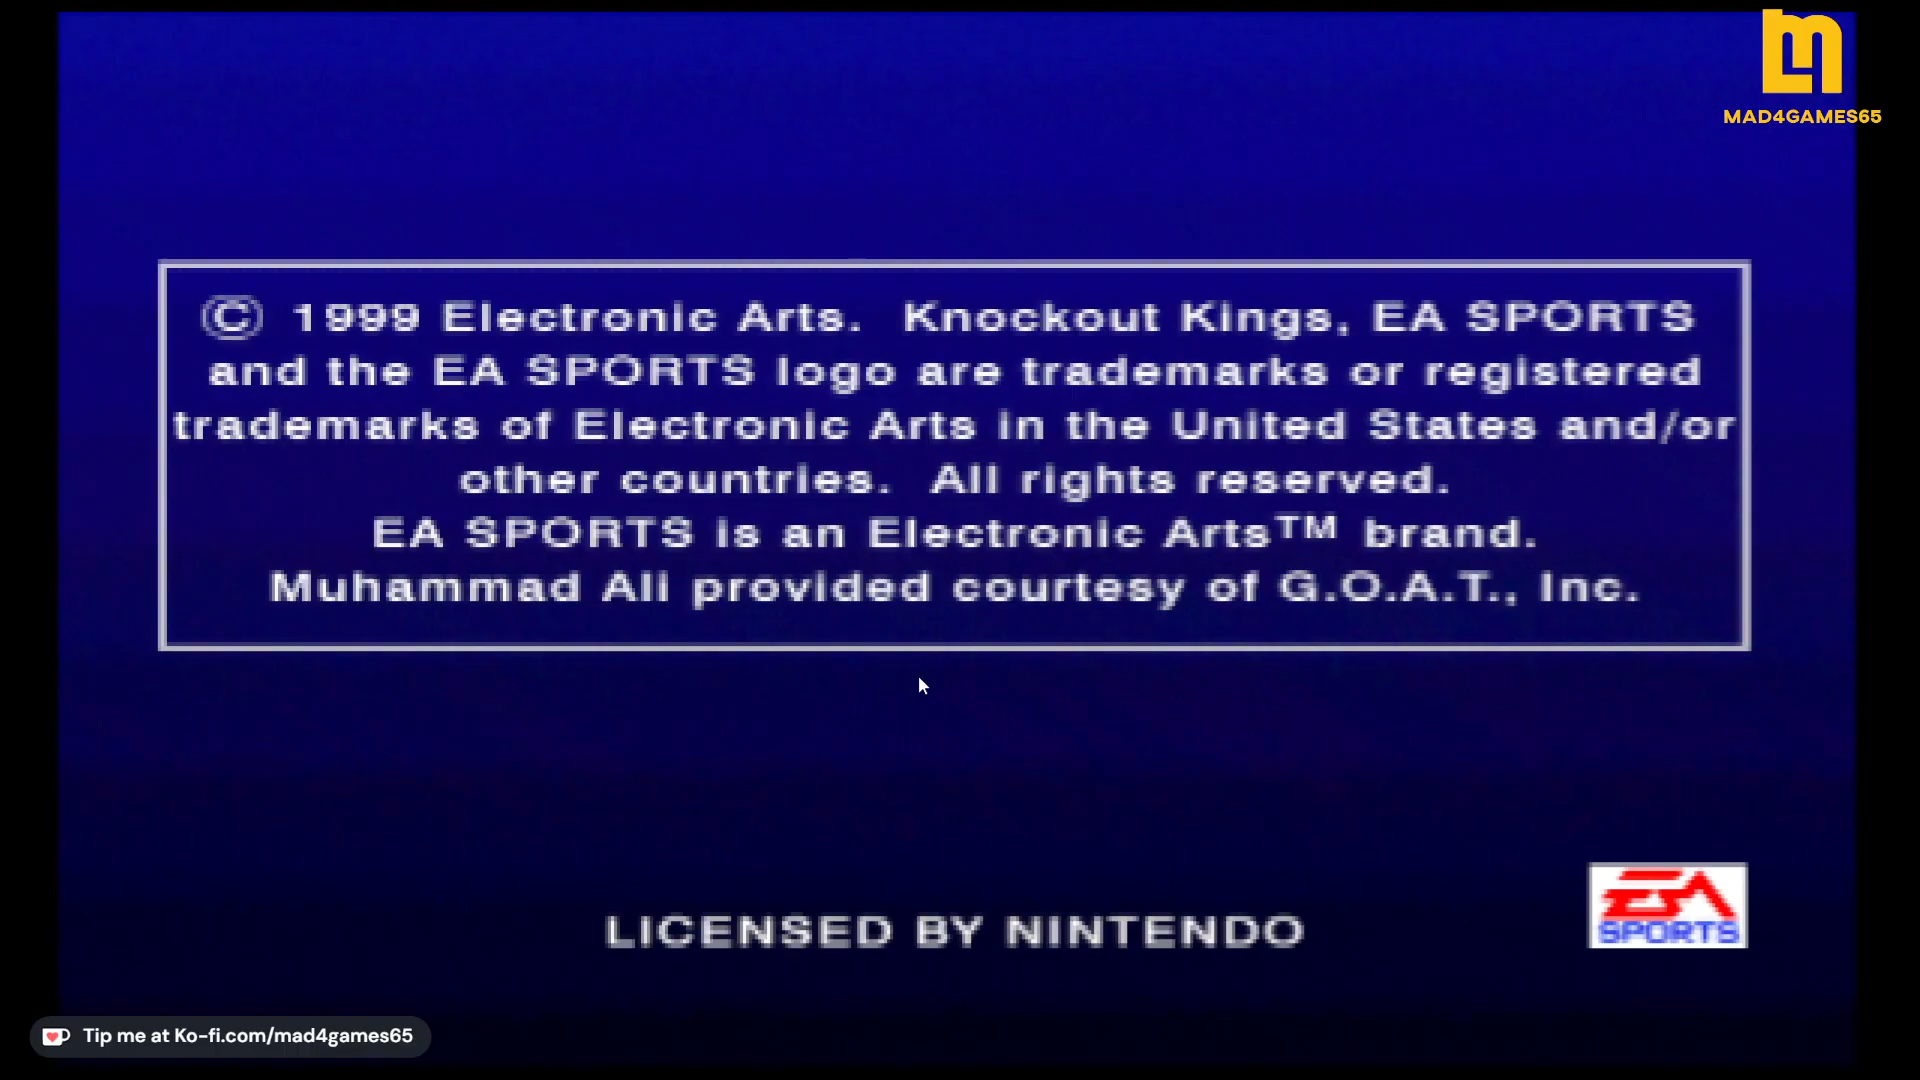 MAD4GAMES65
© 1999 Electronic Arts.  Knockout Kings, EA SPORTS
and the EA SPORTS logo are trademarks or registered
trademarks of Electronic Arts in the United States and/or
other countries.  All rights reserved.
EA SPORTS is an Electronic Arts™ brand.
Muhammad Ali provided courtesy of G.O.A.T., Inc.
LICENSED BY NINTENDO
EA
SPORTS
Tip me at Ko-fi.com/mad4games65